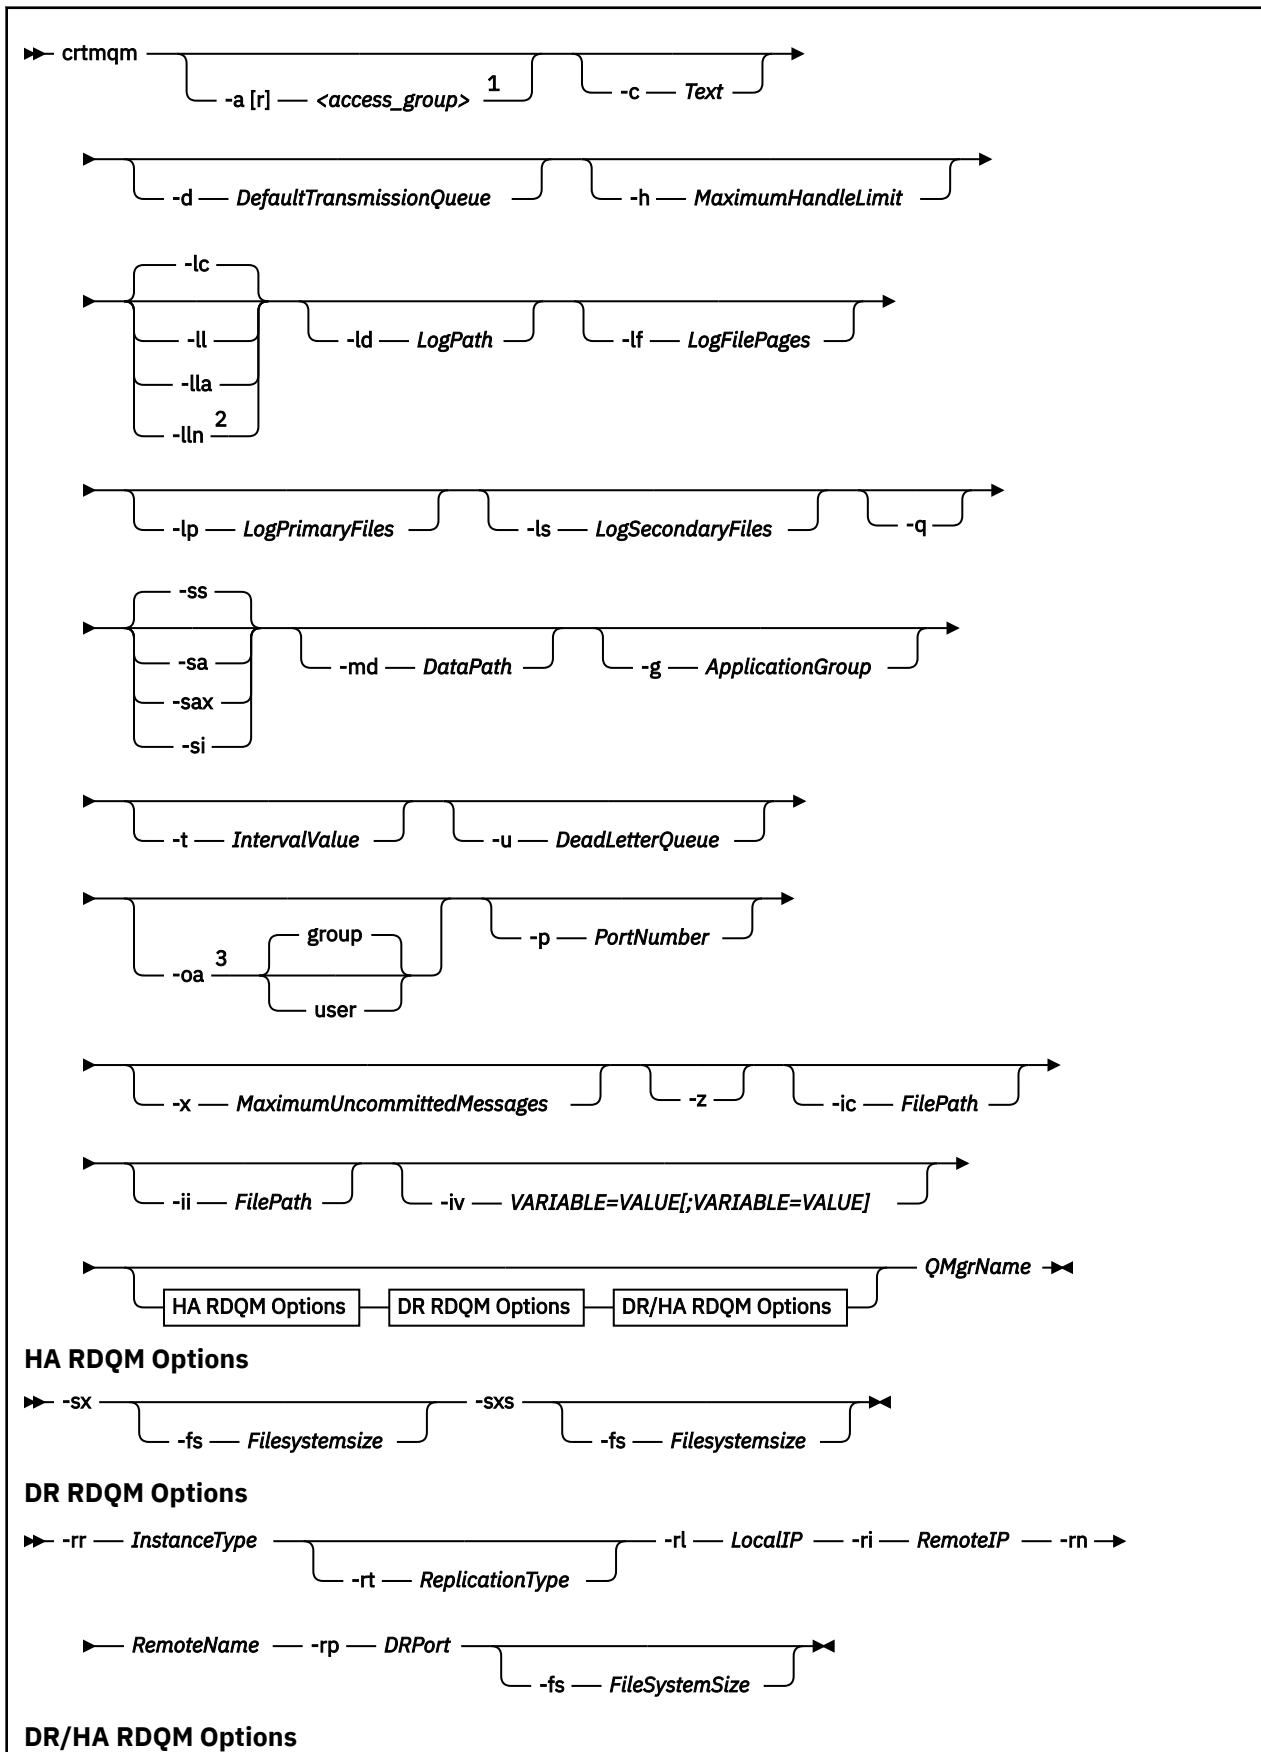 crtmqm
-a [r] <access_group> 1 -c Text
-d DefaultTransmissionQueue -h MaximumHandleLimit
-lc
-ll -ld LogPath -lf LogFilePages
-lla
-lln 2
-lp LogPrimaryFiles -ls LogSecondaryFiles -q
-ss
-sa -md DataPath -g ApplicationGroup
-sax
-si
-t IntervalValue -u DeadLetterQueue
group -p PortNumber
-oa 3
user
-x MaximumUncommittedMessages -z -ic FilePath
-ii FilePath -iv VARIABLE=VALUE[;VARIABLE=VALUE]
QMgrName
HA RDQM Options DR RDQM Options DR/HA RDQM Options
HA RDQM Options
-sx -sxs
-fs Filesystemsize -fs Filesystemsize
DR RDQM Options
-rr InstanceType -rl LocalIP -ri RemoteIP -rn
-rt ReplicationType
RemoteName -rp DRPort
-fs FileSystemSize
DR/HA RDQM Options